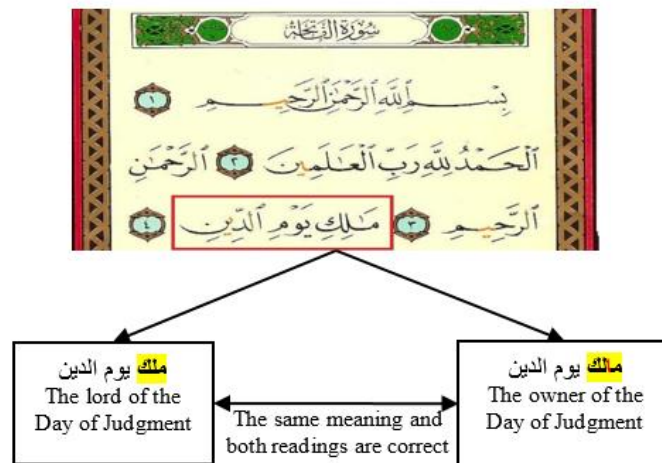 سُورَةُ الفَاتِحَةِ
بِسْمِ ٱللَّهِ ٱلرَّحْمَٰنِ ٱلرَّحِيمِ ١
ٱلْحَمْدُ لِلَّهِ رَبِّ ٱلْعَٰلَمِينَ ٢ ٱلرَّحْمَٰنِ
ٱلرَّحِيمِ ٣ مَٰلِكِ يَوْمِ ٱلدِّينِ ٤
ملك يوم الدين
The lord of the
Day of Judgment
The same meaning and
both readings are correct
مالك يوم الدين
The owner of the
Day of Judgment